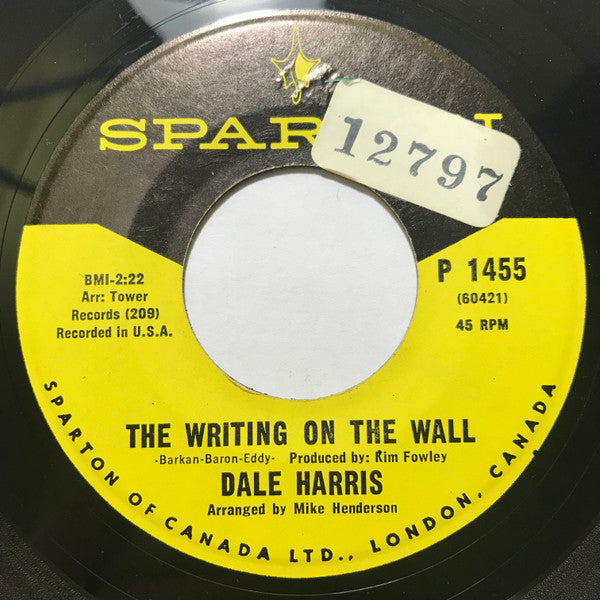 12797
BMI-2:22
Arr: Tower
Records (209)
Recorded in U.S.A.
P 1455
(60421)
45 RPM
THE WRITING ON THE WALL
-Barkan-Baron-Eddy- Produced by: Kim Fowley
DALE HARRIS
Arranged by Mike Henderson
SPARTON OF CANADA LTD., LONDON, CANADA